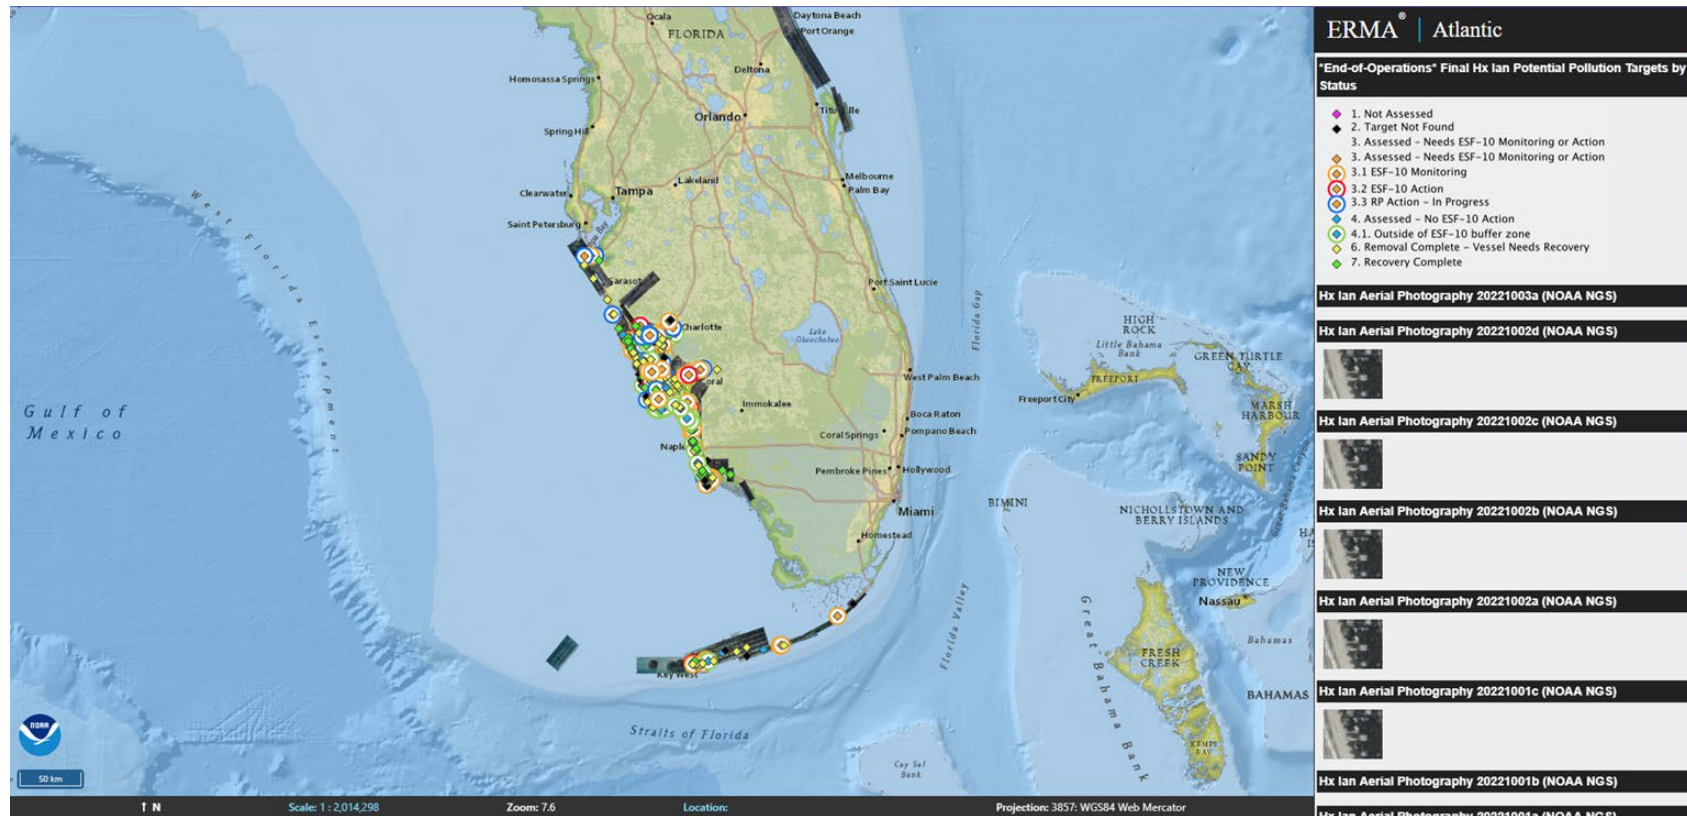 Ocala
FLORIDA
Daytona Beach
Port Orange
Deltona
Homosassa Springs
Orlando
Spring Hill
Lakeland
Melbourne
Palm Bay
Clearwater
Tampa
Saint Petersburg
Port Saint Lucie
Charlotte
Lake
Okeechobee
West Palm Beach
Immokalee
Boca Raton
Coral Springs
Pompano Beach
Pembroke Pines
Hollywood
Miami
Homestead
Key West
West Florida Escarpment
Gulf of
Mexico
Straits of Florida
Florida Gap
Florida Valley
HIGH
ROCK
Little Bahama
Bank
FREEPORT
Freeport City
GREEN TURTLE
CAY
MARSH
HARBOUR
SANDY
POINT
BIMINI
NICHOLLSTOWN AND
BERRY ISLANDS
NEW
PROVIDENCE
Nassau
Bahamas
Great Bahama Bank
FRESH
CREEK
BAHAMAS
KEMPS
BAY
Cay Sal
Bank
NOAA
50 km
N
Scale: 1 : 2,014,298
Zoom: 7.6
Location:
Projection: 3857: WGS84 Web Mercator
ERMA® | Atlantic
*End-of-Operations* Final Hx Ian Potential Pollution Targets by
Status
1. Not Assessed
2. Target Not Found
3. Assessed - Needs ESF-10 Monitoring or Action
3. Assessed - Needs ESF-10 Monitoring or Action
3.1 ESF-10 Monitoring
3.2 ESF-10 Action
3.3 RP Action - In Progress
4. Assessed - No ESF-10 Action
4.1. Outside of ESF-10 buffer zone
6. Removal Complete - Vessel Needs Recovery
7. Recovery Complete
Hx Ian Aerial Photography 20221003a (NOAA NGS)
Hx Ian Aerial Photography 20221002d (NOAA NGS)
Hx Ian Aerial Photography 20221002c (NOAA NGS)
Hx Ian Aerial Photography 20221002b (NOAA NGS)
Hx Ian Aerial Photography 20221002a (NOAA NGS)
Hx Ian Aerial Photography 20221001c (NOAA NGS)
Hx Ian Aerial Photography 20221001b (NOAA NGS)
Hx Ian Aerial Photography 20221001a (NOAA NGS)